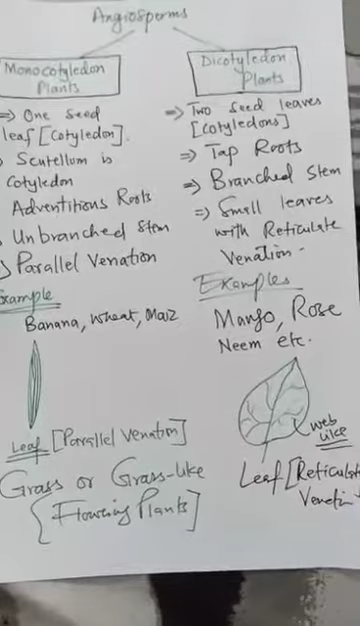 Angiosperms
Monocotyledon
Plants
⇒ One Seed
leaf [Cotyledon].
Scutellum is
Cotyledon
Adventitious Roots
Unbranched Stem
Parallel Venation
Example
Banana, Wheat, Maiz
Leaf [Parallel Venation]
Grass or Grass-like
{Flowering Plants]
Dicotyledon
Plants
⇒ Two Seed leaves
[Cotyledons]
⇒ Tap Roots
⇒ Branched Stem
⇒ Small leaves
with Reticulate
Venation.
Examples
Mango, Rose
Neem etc.
web
like
Leaf [Reticulat
Venati